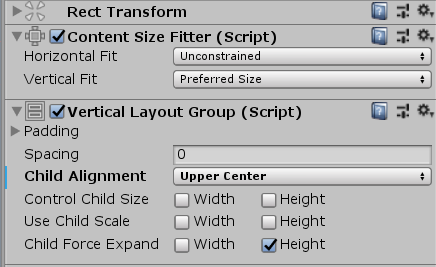 Rect Transform
Content Size Fitter (Script)
Horizontal Fit Unconstrained
Vertical Fit Preferred Size
Vertical Layout Group (Script)
Padding
Spacing 0
Child Alignment Upper Center
Control Child Size Width Height
Use Child Scale Width Height
Child Force Expand Width Height